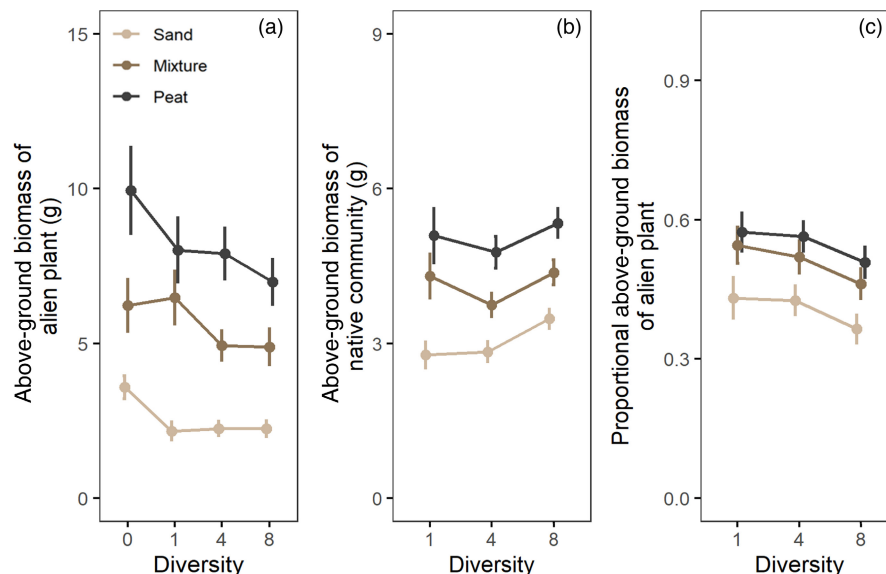 (a)
Sand
Mixture
Peat
15
10
5
0
Above-ground biomass of
alien plant (g)
0 1 4 8
Diversity
(b)
9
6
3
0
Above-ground biomass of
native community (g)
1 4 8
Diversity
(c)
0.9
0.6
0.3
0.0
Proportional above-ground biomass
of alien plant
1 4 8
Diversity